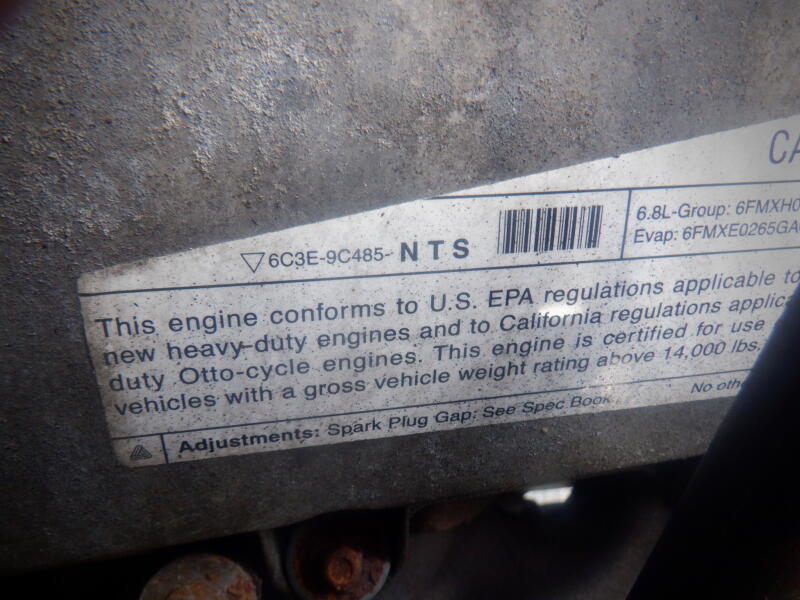 CA
▽6C3E-9C485- NTS
6.8L-Group: 6FMXH0
Evap: 6FMXE0265GA
This engine conforms to U.S. EPA regulations applicable to
new heavy-duty engines and to California regulations applica
duty Otto-cycle engines. This engine is certified for use
vehicles with a gross vehicle weight rating above 14,000 lbs.
Adjustments: Spark Plug Gap: See Spec Book.
No othe